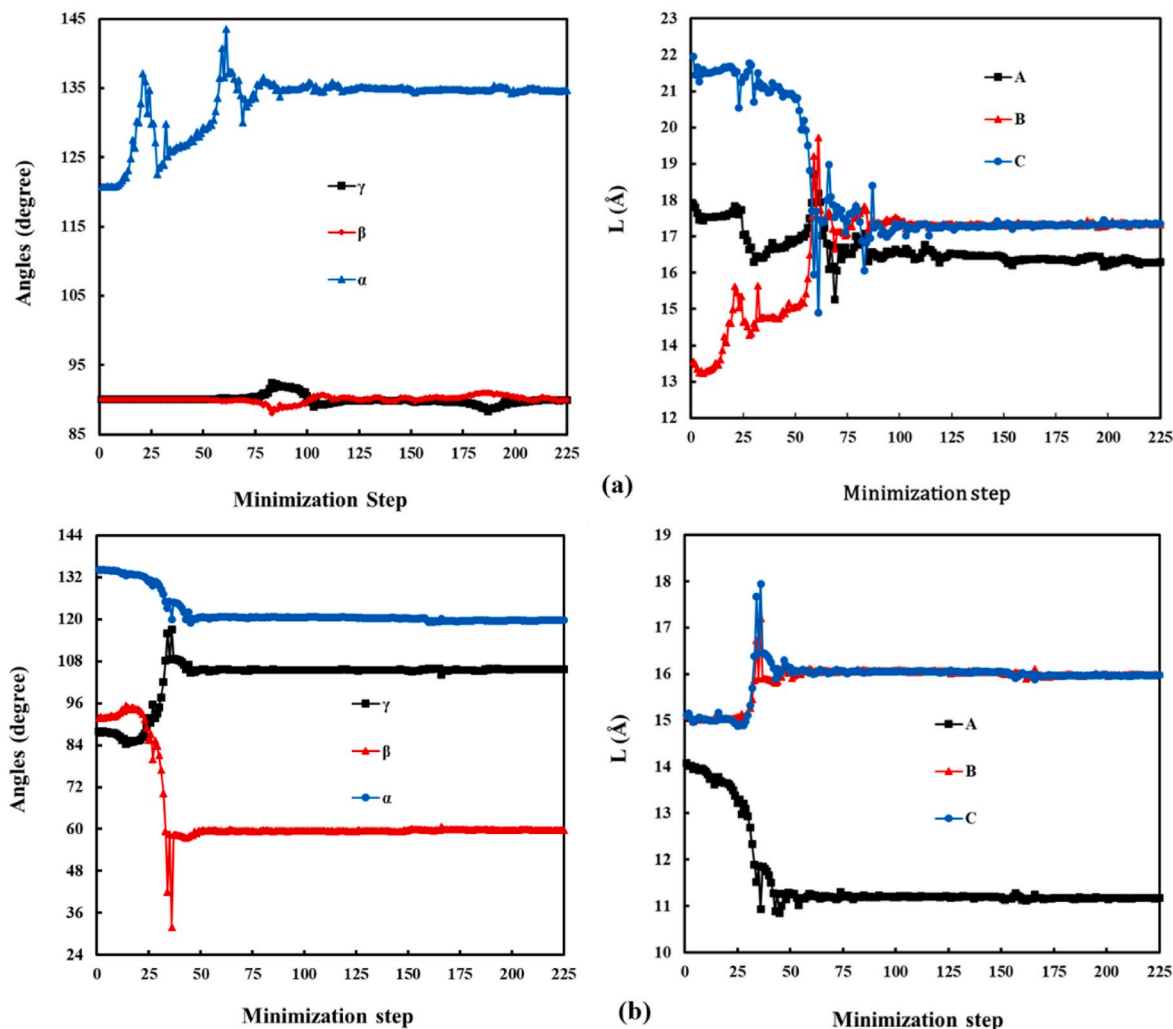 145
135
125
115
105
95
85
Angles (degree)
γ
β
α
0 25 50 75 100 125 150 175 200 225
Minimization Step
23
22
21
20
19
18
17
16
15
14
13
12
L (Å)
A
B
C
0 25 50 75 100 125 150 175 200 225
Minimization step
(a)
144
132
120
108
96
84
72
60
48
36
24
Angles (degree)
γ
β
α
0 25 50 75 100 125 150 175 200 225
Minimization step
19
18
17
16
15
14
13
12
11
10
L (Å)
A
B
C
0 25 50 75 100 125 150 175 200 225
Minimization step
(b)